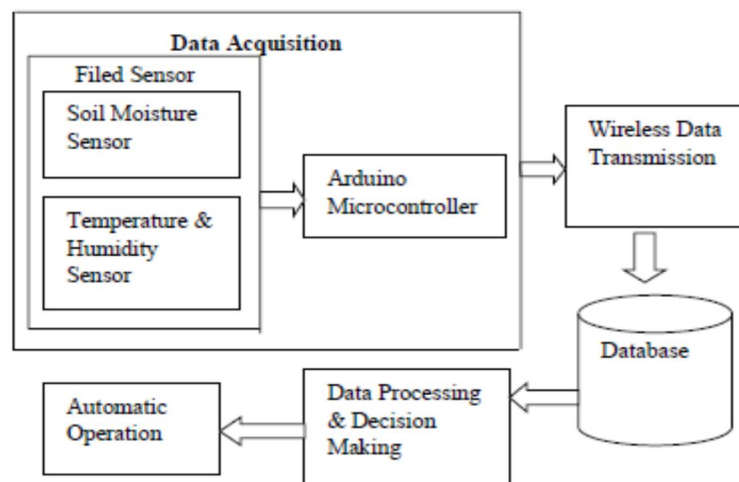 Data Acquisition
Filed Sensor
Soil Moisture
Sensor
Temperature &
Humidity
Sensor
Arduino
Microcontroller
Wireless Data
Transmission
Database
Data Processing
& Decision
Making
Automatic
Operation